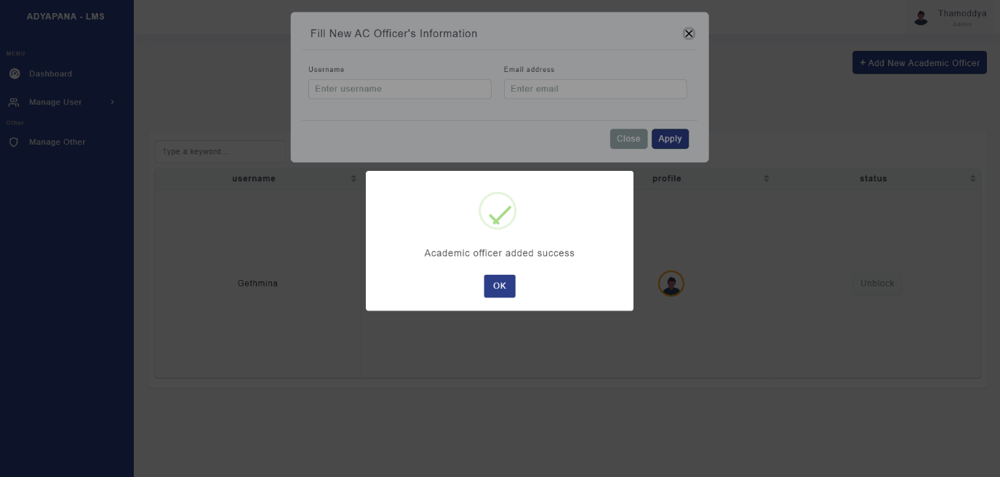 ADYAPANA - LMS
MENU
Dashboard
Manage User
Other
Manage Other
Thamoddya
Admin
+ Add New Academic Officer
Fill New AC Officer's Information
Username
Email address
Enter username
Enter email
Close
Apply
Type a keyword...
username
profile
status
Gethmina
Unblock
Academic officer added success
OK